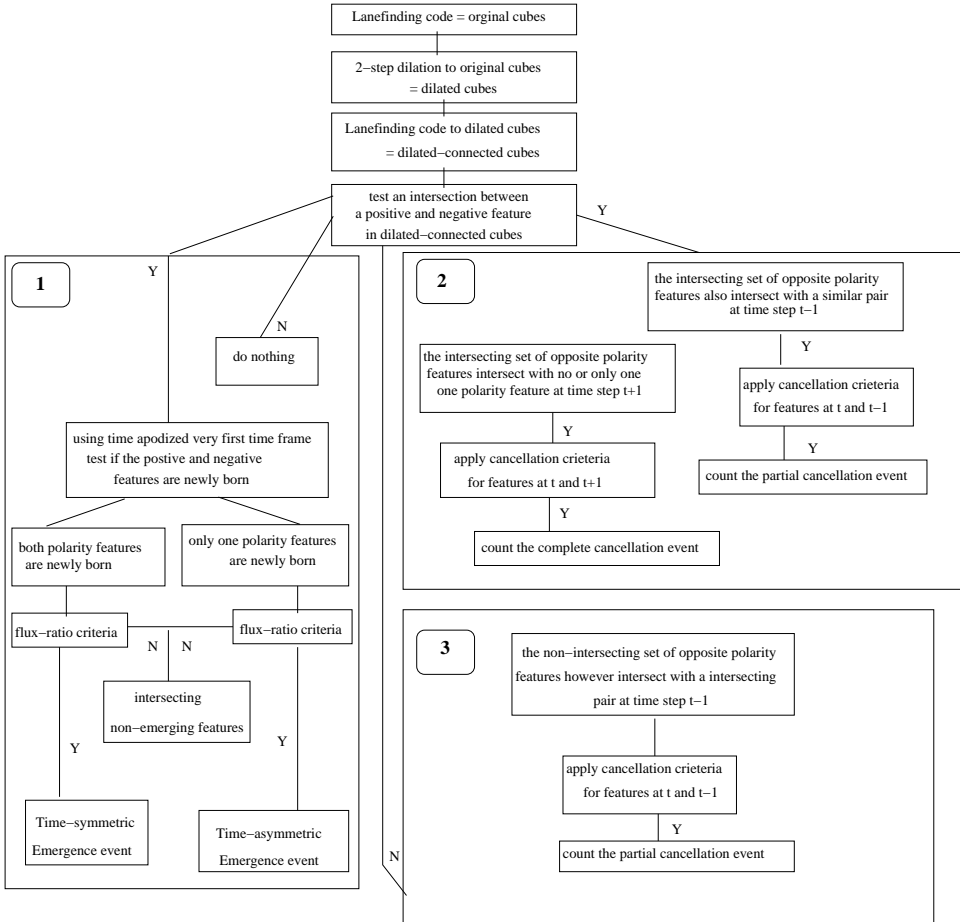 Lanefinding code = orginal cubes
2−step dilation to original cubes
= dilated cubes
Lanefinding code to dilated cubes
= dilated−connected cubes
test an intersection between
a positive and negative feature
in dilated−connected cubes
Y
Y
1
N
do nothing
using time apodized very first time frame
test if the postive and negative
features are newly born
both polarity features
are newly born
only one polarity features
are newly born
flux−ratio criteria
flux−ratio criteria
N
N
intersecting
non−emerging features
Y
Y
Time−symmetric
Emergence event
Time−asymmetric
Emergence event
2
the intersecting set of opposite polarity
features also intersect with a similar pair
at time step t−1
Y
the intersecting set of opposite polarity
features intersect with no or only one
one polarity feature at time step t+1
apply cancellation crieteria
for features at t and t−1
Y
Y
apply cancellation crieteria
for features at t and t+1
count the partial cancellation event
Y
count the complete cancellation event
N
3
the non−intersecting set of opposite polarity
features however intersect with a intersecting
pair at time step t−1
apply cancellation crieteria
for features at t and t−1
Y
count the partial cancellation event